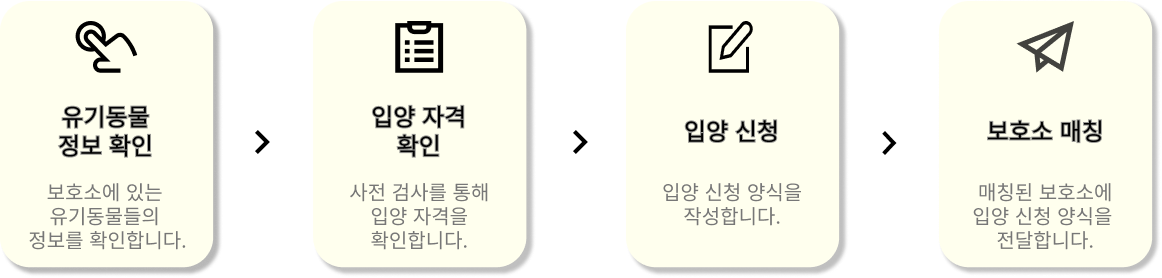 유기동물
정보 확인
보호소에 있는
유기동물들의
정보를 확인합니다.
입양 자격
확인
사전 검사를 통해
입양 자격을
확인합니다.
입양 신청
입양 신청 양식을
작성합니다.
보호소 매칭
매칭된 보호소에
입양 신청 양식을
전달합니다.